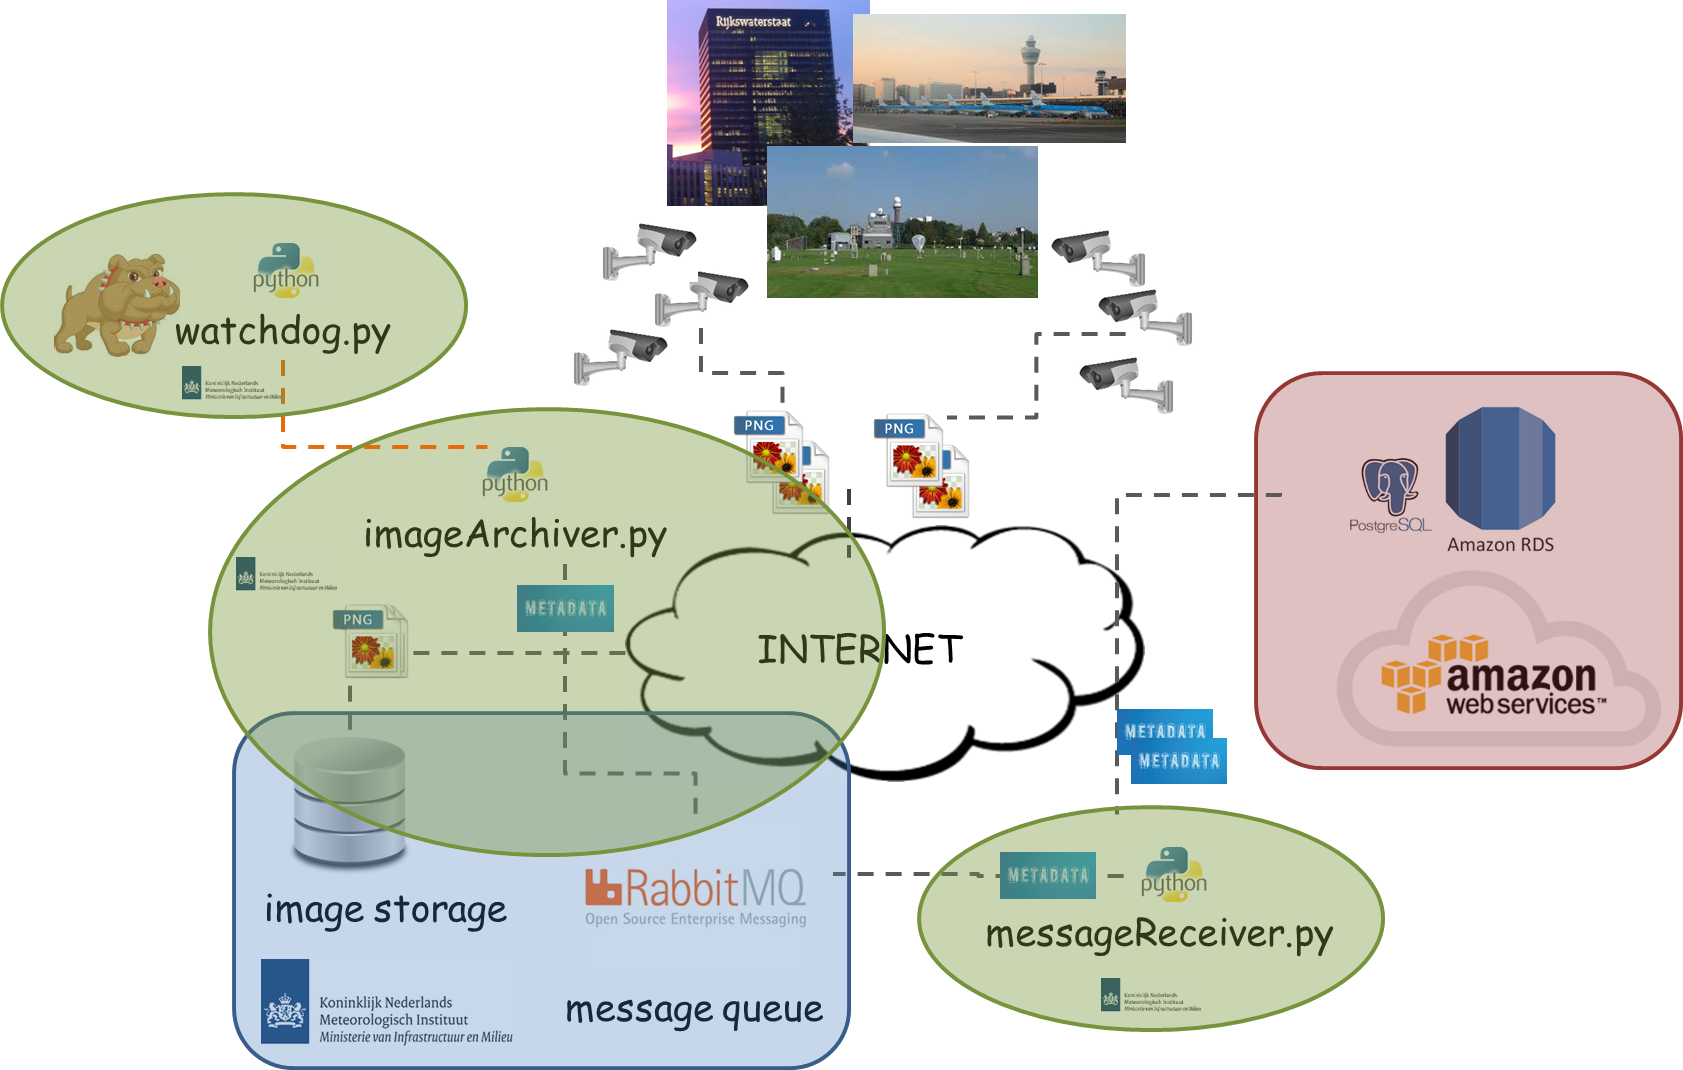 Rijkswaterstaat
python
watchdog.py
Koninklijk Nederlands
Meteorologisch Instituut
Ministerie van Infrastructuur en Milieu
PNG
PNG
python
imageArchiver.py
Koninklijk Nederlands
Meteorologisch Instituut
Ministerie van Infrastructuur en Milieu
METADATA
PNG
INTERNET
PostgreSQL
Amazon RDS
amazon
web services™
METADATA
METADATA
image storage
RabbitMQ
Open Source Enterprise Messaging
message queue
Koninklijk Nederlands
Meteorologisch Instituut
Ministerie van Infrastructuur en Milieu
METADATA
python
messageReceiver.py
Koninklijk Nederlands
Meteorologisch Instituut
Ministerie van Infrastructuur en Milieu